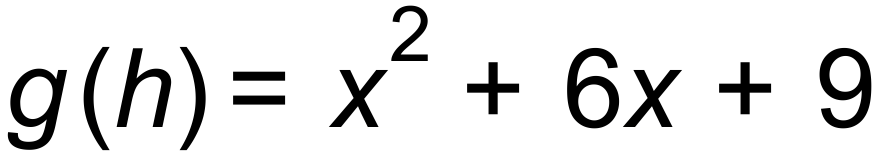 g(h) = x² + 6x + 9